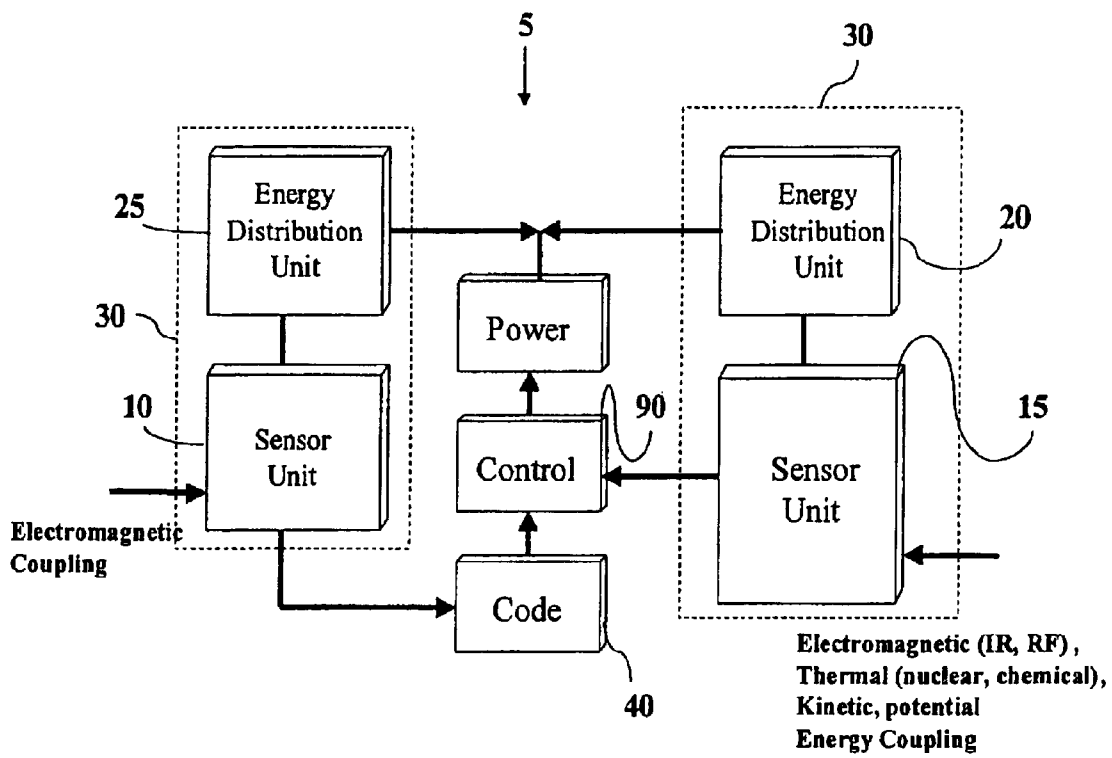 5
30
25
Energy
Distribution
Unit
Energy
Distribution
Unit
20
30
Power
10
Sensor
Unit
90
15
Control
Sensor
Unit
Electromagnetic
Coupling
Code
40
Electromagnetic (IR, RF) ,
Thermal (nuclear, chemical),
Kinetic, potential
Energy Coupling